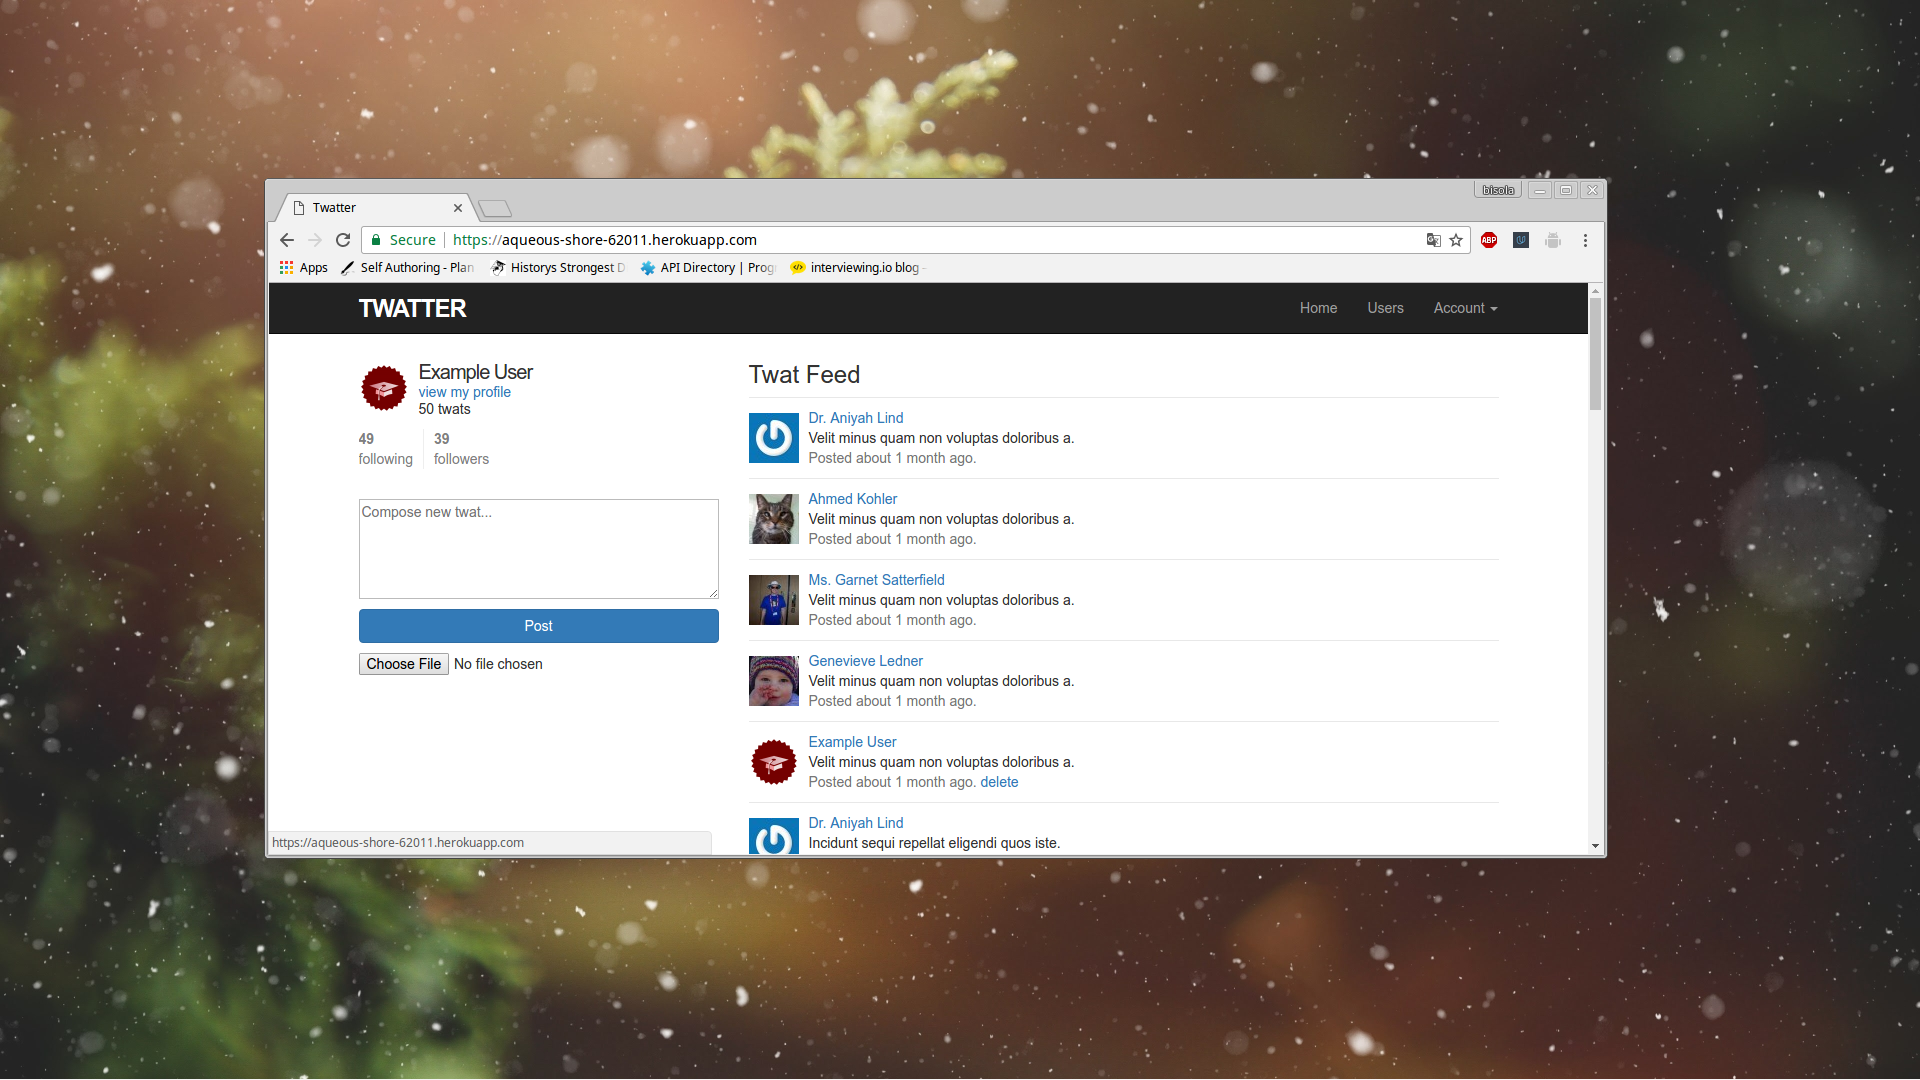 bisola
Twatter
Secure https://aqueous-shore-62011.herokuapp.com
ABP
Apps Self Authoring - Plan Historys Strongest D API Directory | Prog interviewing.io blog -
TWATTER
Home Users Account
Example User
view my profile
50 twats
49 following
39 followers
Compose new twat...
Post
Choose File No file chosen
Twat Feed
Dr. Aniyah Lind
Velit minus quam non voluptas doloribus a.
Posted about 1 month ago.
Ahmed Kohler
Velit minus quam non voluptas doloribus a.
Posted about 1 month ago.
Ms. Garnet Satterfield
Velit minus quam non voluptas doloribus a.
Posted about 1 month ago.
Genevieve Ledner
Velit minus quam non voluptas doloribus a.
Posted about 1 month ago.
Example User
Velit minus quam non voluptas doloribus a.
Posted about 1 month ago. delete
Dr. Aniyah Lind
Incidunt sequi repellat eligendi quos iste.
https://aqueous-shore-62011.herokuapp.com